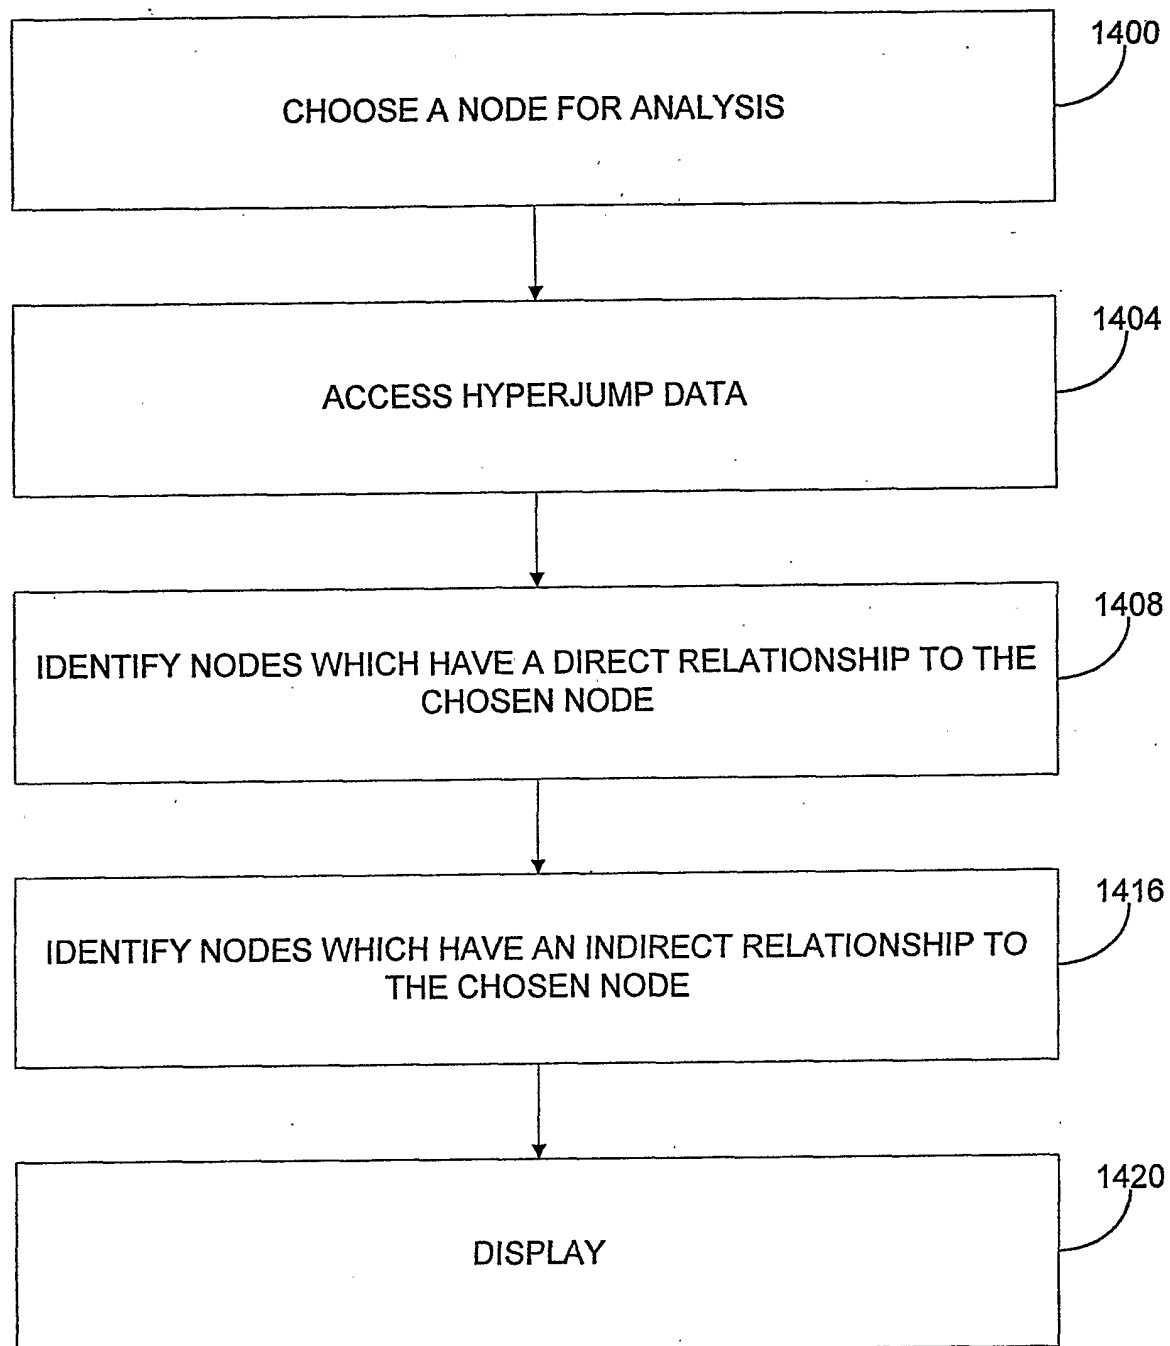 1400
CHOOSE A NODE FOR ANALYSIS
1404
ACCESS HYPERJUMP DATA
1408
IDENTIFY NODES WHICH HAVE A DIRECT RELATIONSHIP TO THE
CHOSEN NODE
1416
IDENTIFY NODES WHICH HAVE AN INDIRECT RELATIONSHIP TO
THE CHOSEN NODE
1420
DISPLAY